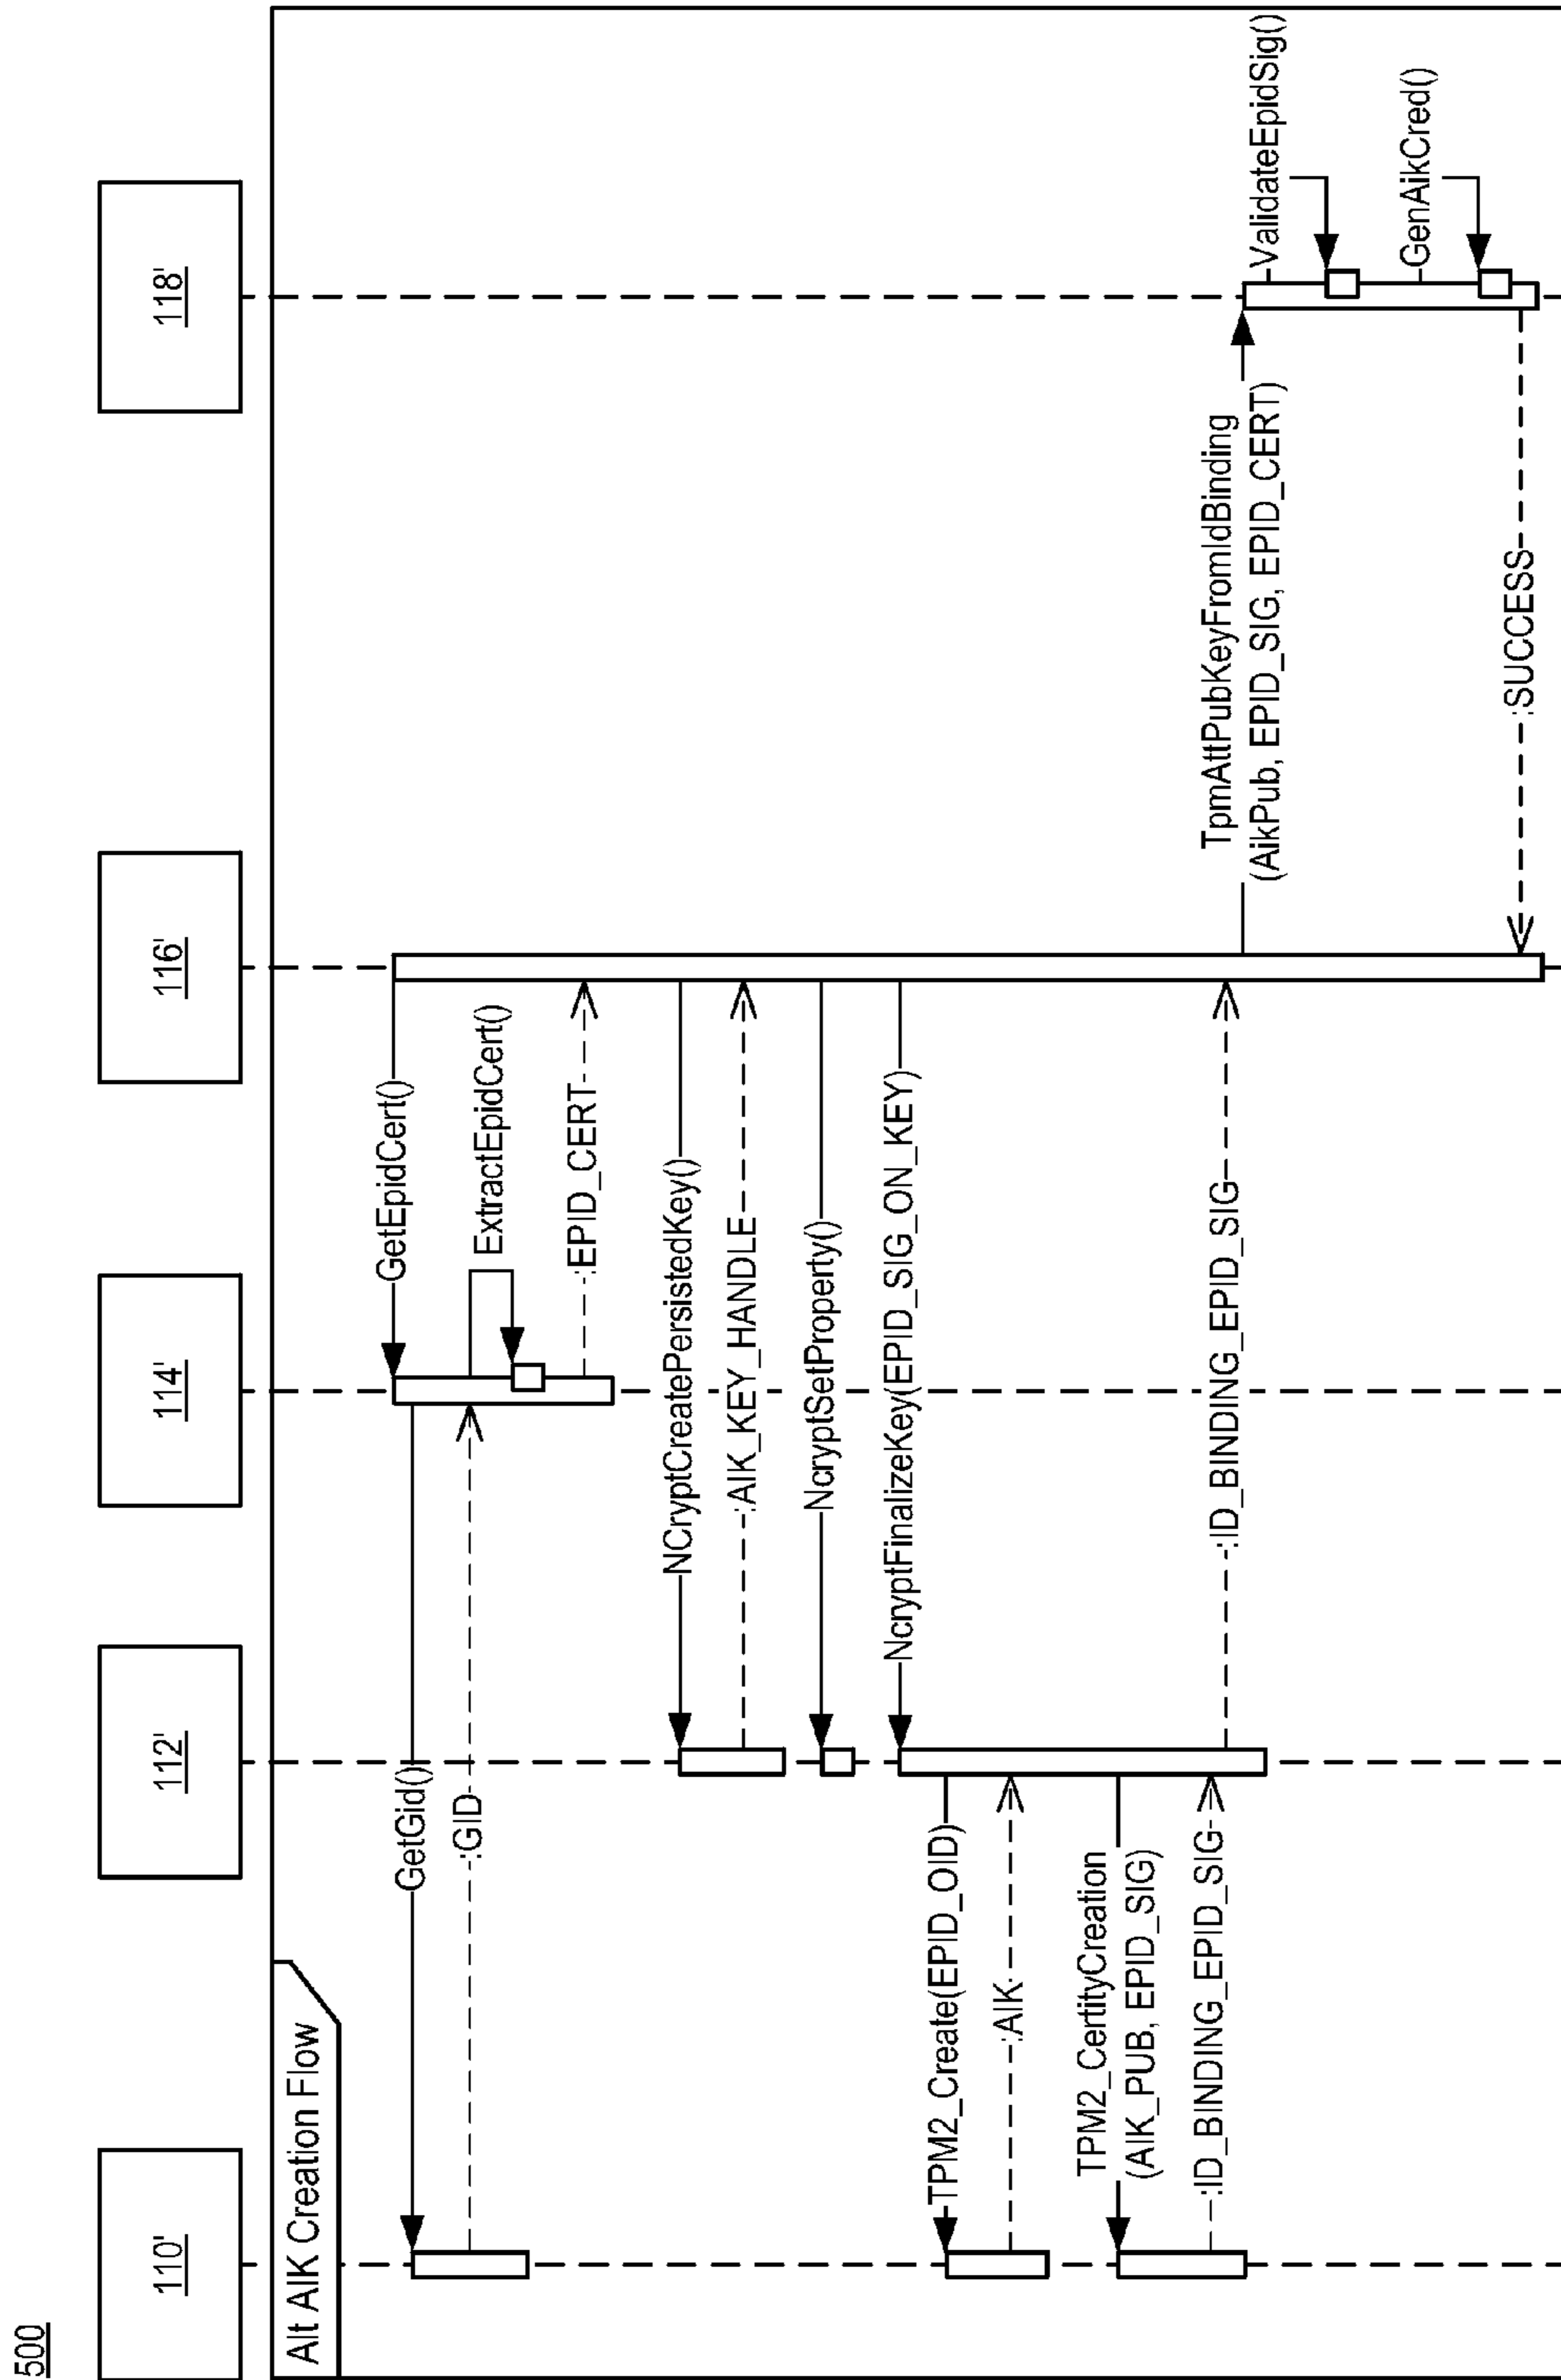 500
110'
112'
114'
116'
118'
Alt AIK Creation Flow
GetEpidCert()
GetGid()
:GID
ExtractEpidCert()
:EPID_CERT
NCryptCreatePersistedKey()
:AIK_KEY_HANDLE
NcryptSetProperty()
NcryptFinalizeKey(EPID_SIG_ON_KEY)
TPM2_Create(EPID_OID)
:AIK
TPM2_CertityCreation
(AIK_PUB, EPID_SIG)
:ID_BINDING_EPID_SIG
:ID_BINDING_EPID_SIG
TpmAttPubKeyFromIdBinding
(AikPub, EPID_SIG, EPID_CERT)
ValidateEpidSig()
GenAikCred()
:SUCCESS